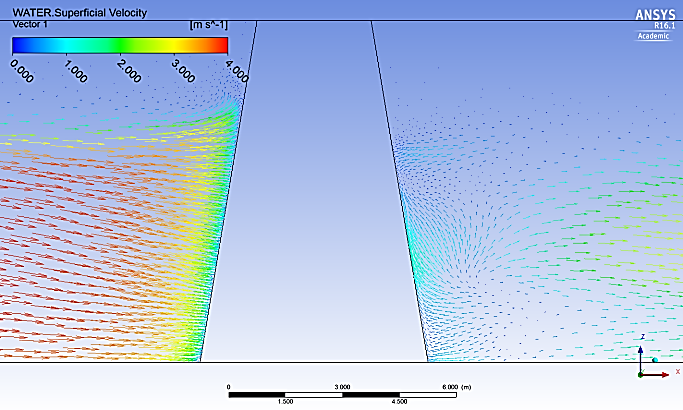 WATER.Superficial Velocity
Vector 1
[m s^-1]
0.000
1.000
2.000
3.000
4.000
ANSYS
R16.1
Academic
0
3.000
6.000 (m)
1.500
4.500
Z
X